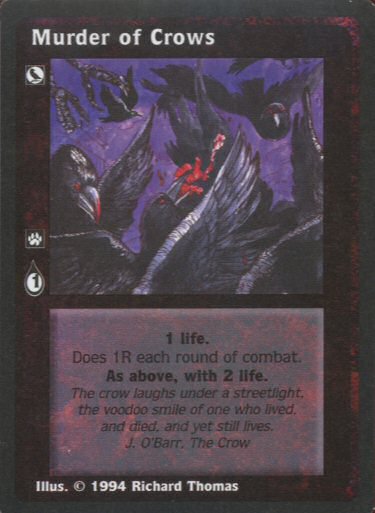 Murder of Crows
1
1 life.
Does 1R each round of combat.
As above, with 2 life.
The crow laughs under a streetlight,
the voodoo smile of one who lived,
and died, and yet still lives.
J. O'Barr, The Crow
Illus. © 1994 Richard Thomas